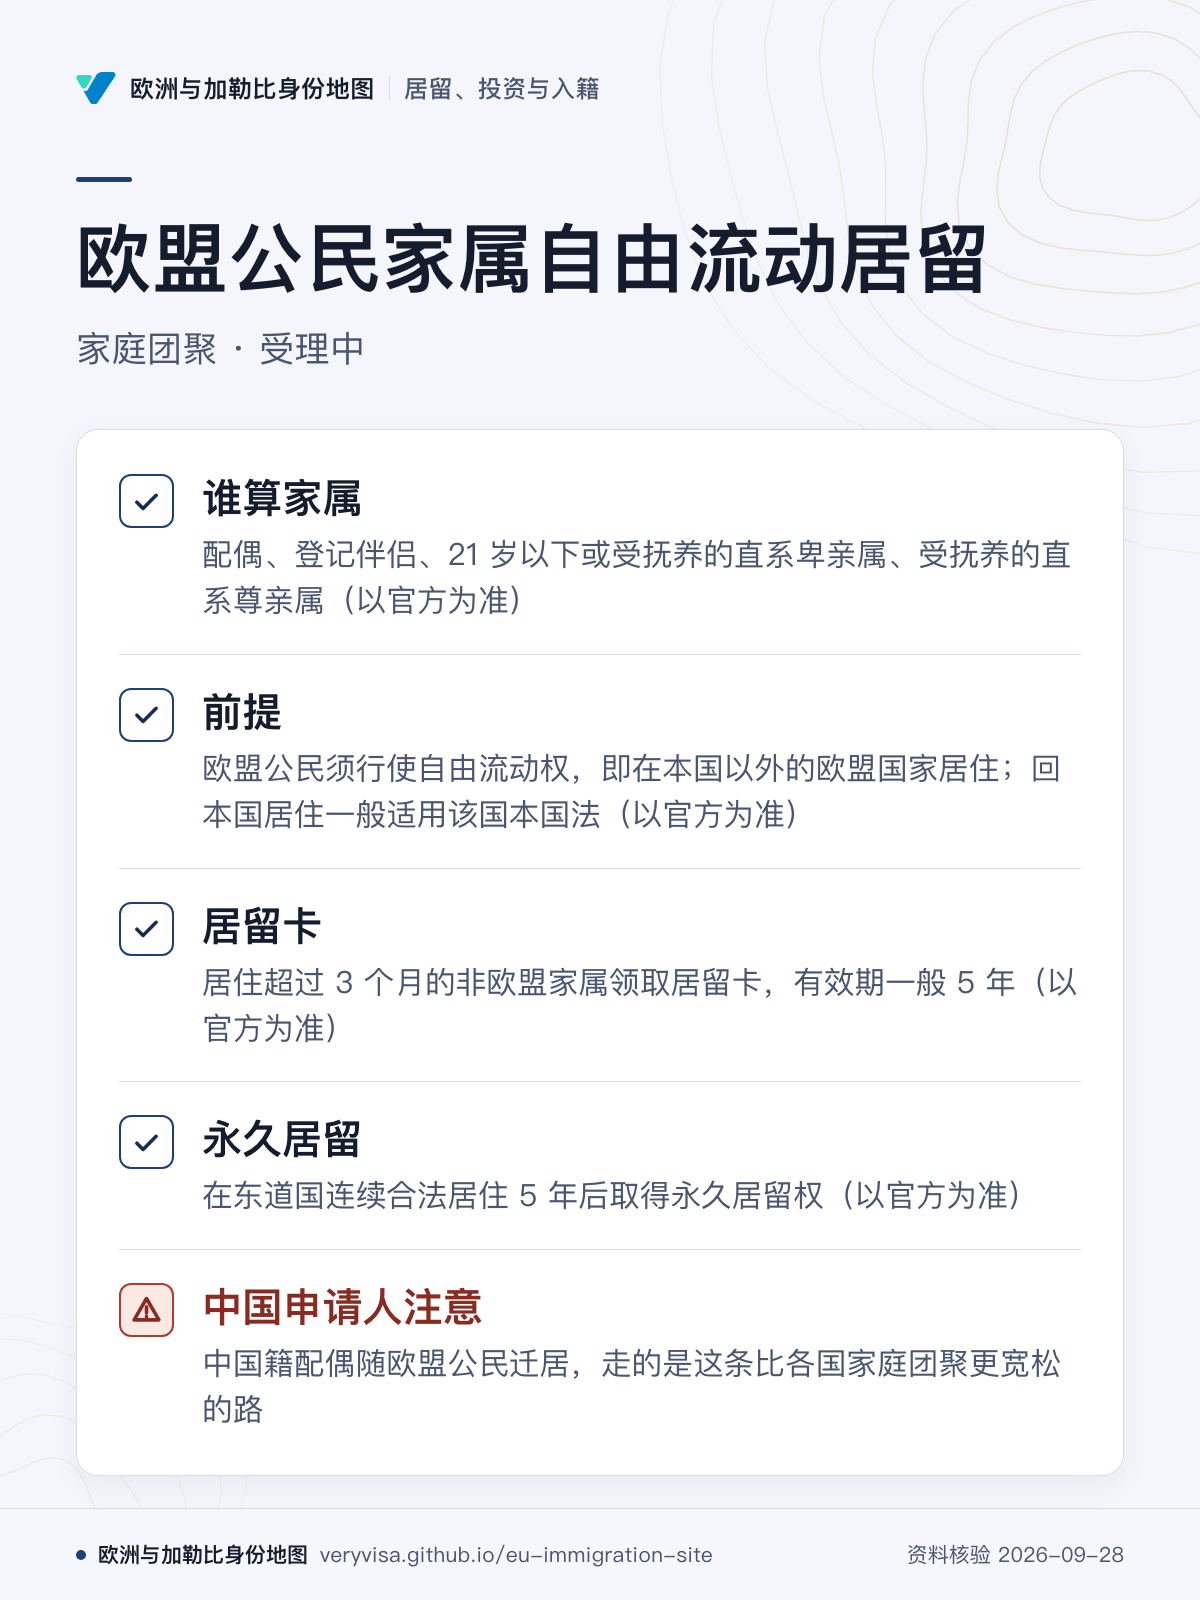 欧洲与加勒比身份地图 居留、投资与入籍
欧盟公民家属自由流动居留
家庭团聚 · 受理中
谁算家属
配偶、登记伴侣、21 岁以下或受抚养的直系卑亲属、受抚养的直
系尊亲属（以官方为准）
前提
欧盟公民须行使自由流动权，即在本国以外的欧盟国家居住；回
本国居住一般适用该国本国法（以官方为准）
居留卡
居住超过 3 个月的非欧盟家属领取居留卡，有效期一般 5 年（以
官方为准）
永久居留
在东道国连续合法居住 5 年后取得永久居留权（以官方为准）
中国申请人注意
中国籍配偶随欧盟公民迁居，走的是这条比各国家庭团聚更宽松
的路
欧洲与加勒比身份地图 veryvisa.github.io/eu-immigration-site 资料核验 2026-09-28